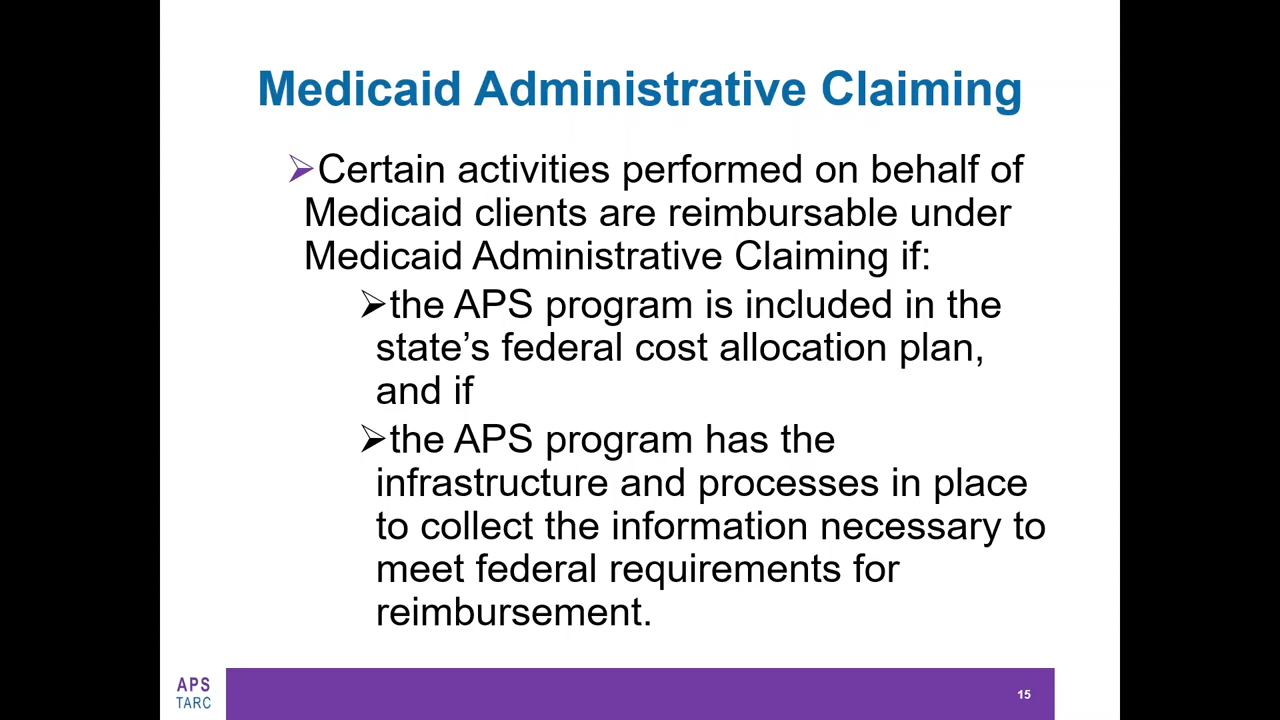 Medicaid Administrative Claiming
➢Certain activities performed on behalf of
Medicaid clients are reimbursable under
Medicaid Administrative Claiming if:
➢the APS program is included in the
state’s federal cost allocation plan,
and if
➢the APS program has the
infrastructure and processes in place
to collect the information necessary to
meet federal requirements for
reimbursement.
APS
TARC
15